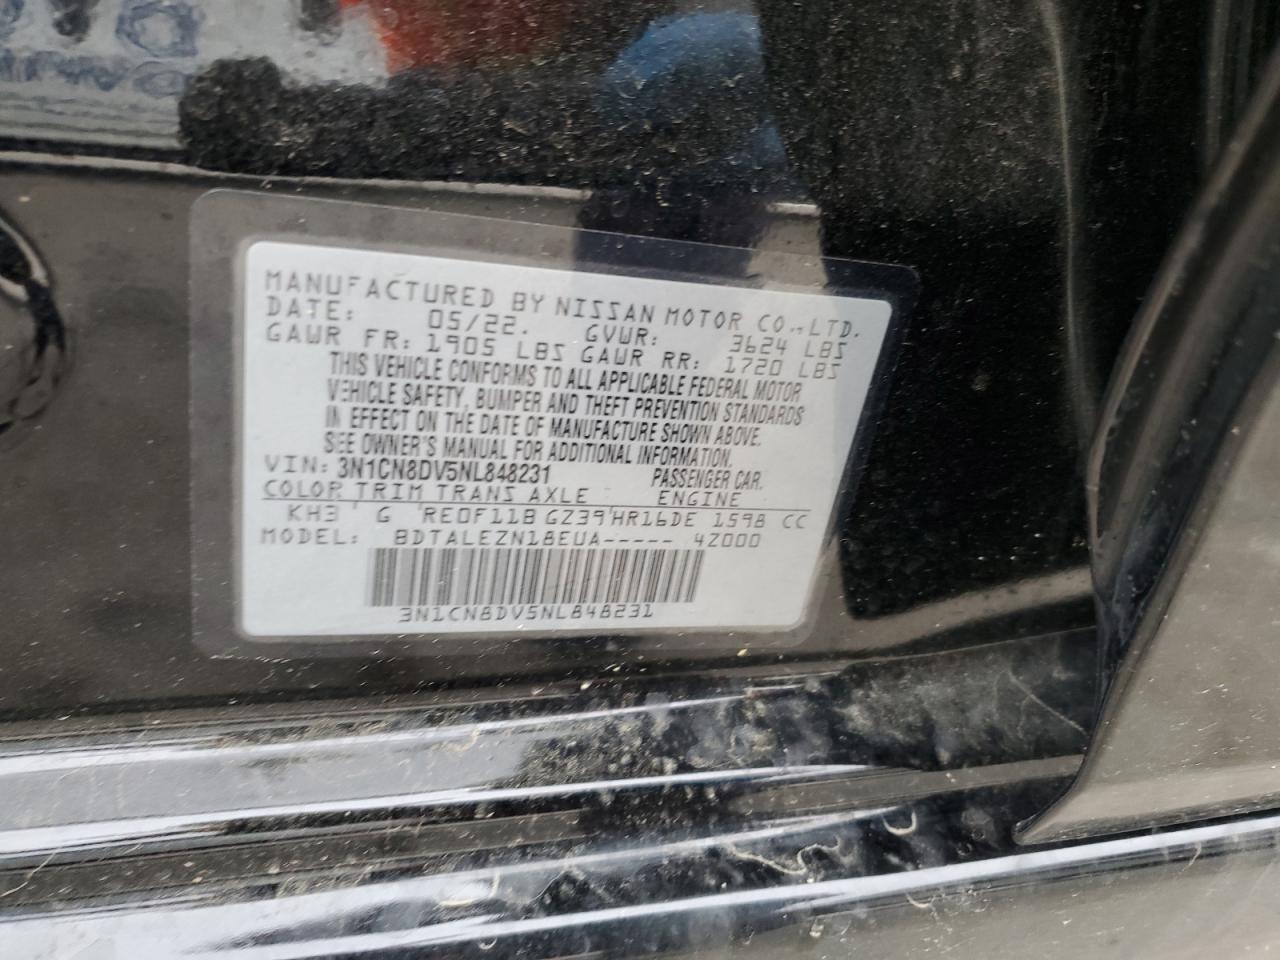 MANUFACTURED BY NISSAN MOTOR CO.,LTD.
DATE: 05/22. GVWR: 3624 LBS
GAWR FR: 1905 LBS GAWR RR: 1720 LBS
THIS VEHICLE CONFORMS TO ALL APPLICABLE FEDERAL MOTOR
VEHICLE SAFETY, BUMPER AND THEFT PREVENTION STANDARDS
IN EFFECT ON THE DATE OF MANUFACTURE SHOWN ABOVE.
SEE OWNER'S MANUAL FOR ADDITIONAL INFORMATION.
VIN: 3N1CN8DV5NL848231 PASSENGER CAR.
COLOR TRIM TRANS AXLE ENGINE
KH3 G RE0F11B GZ39 HR16DE 1598 CC
MODEL: BDTALEZN18EUA----- 4Z000
3N1CN8DV5NL848231